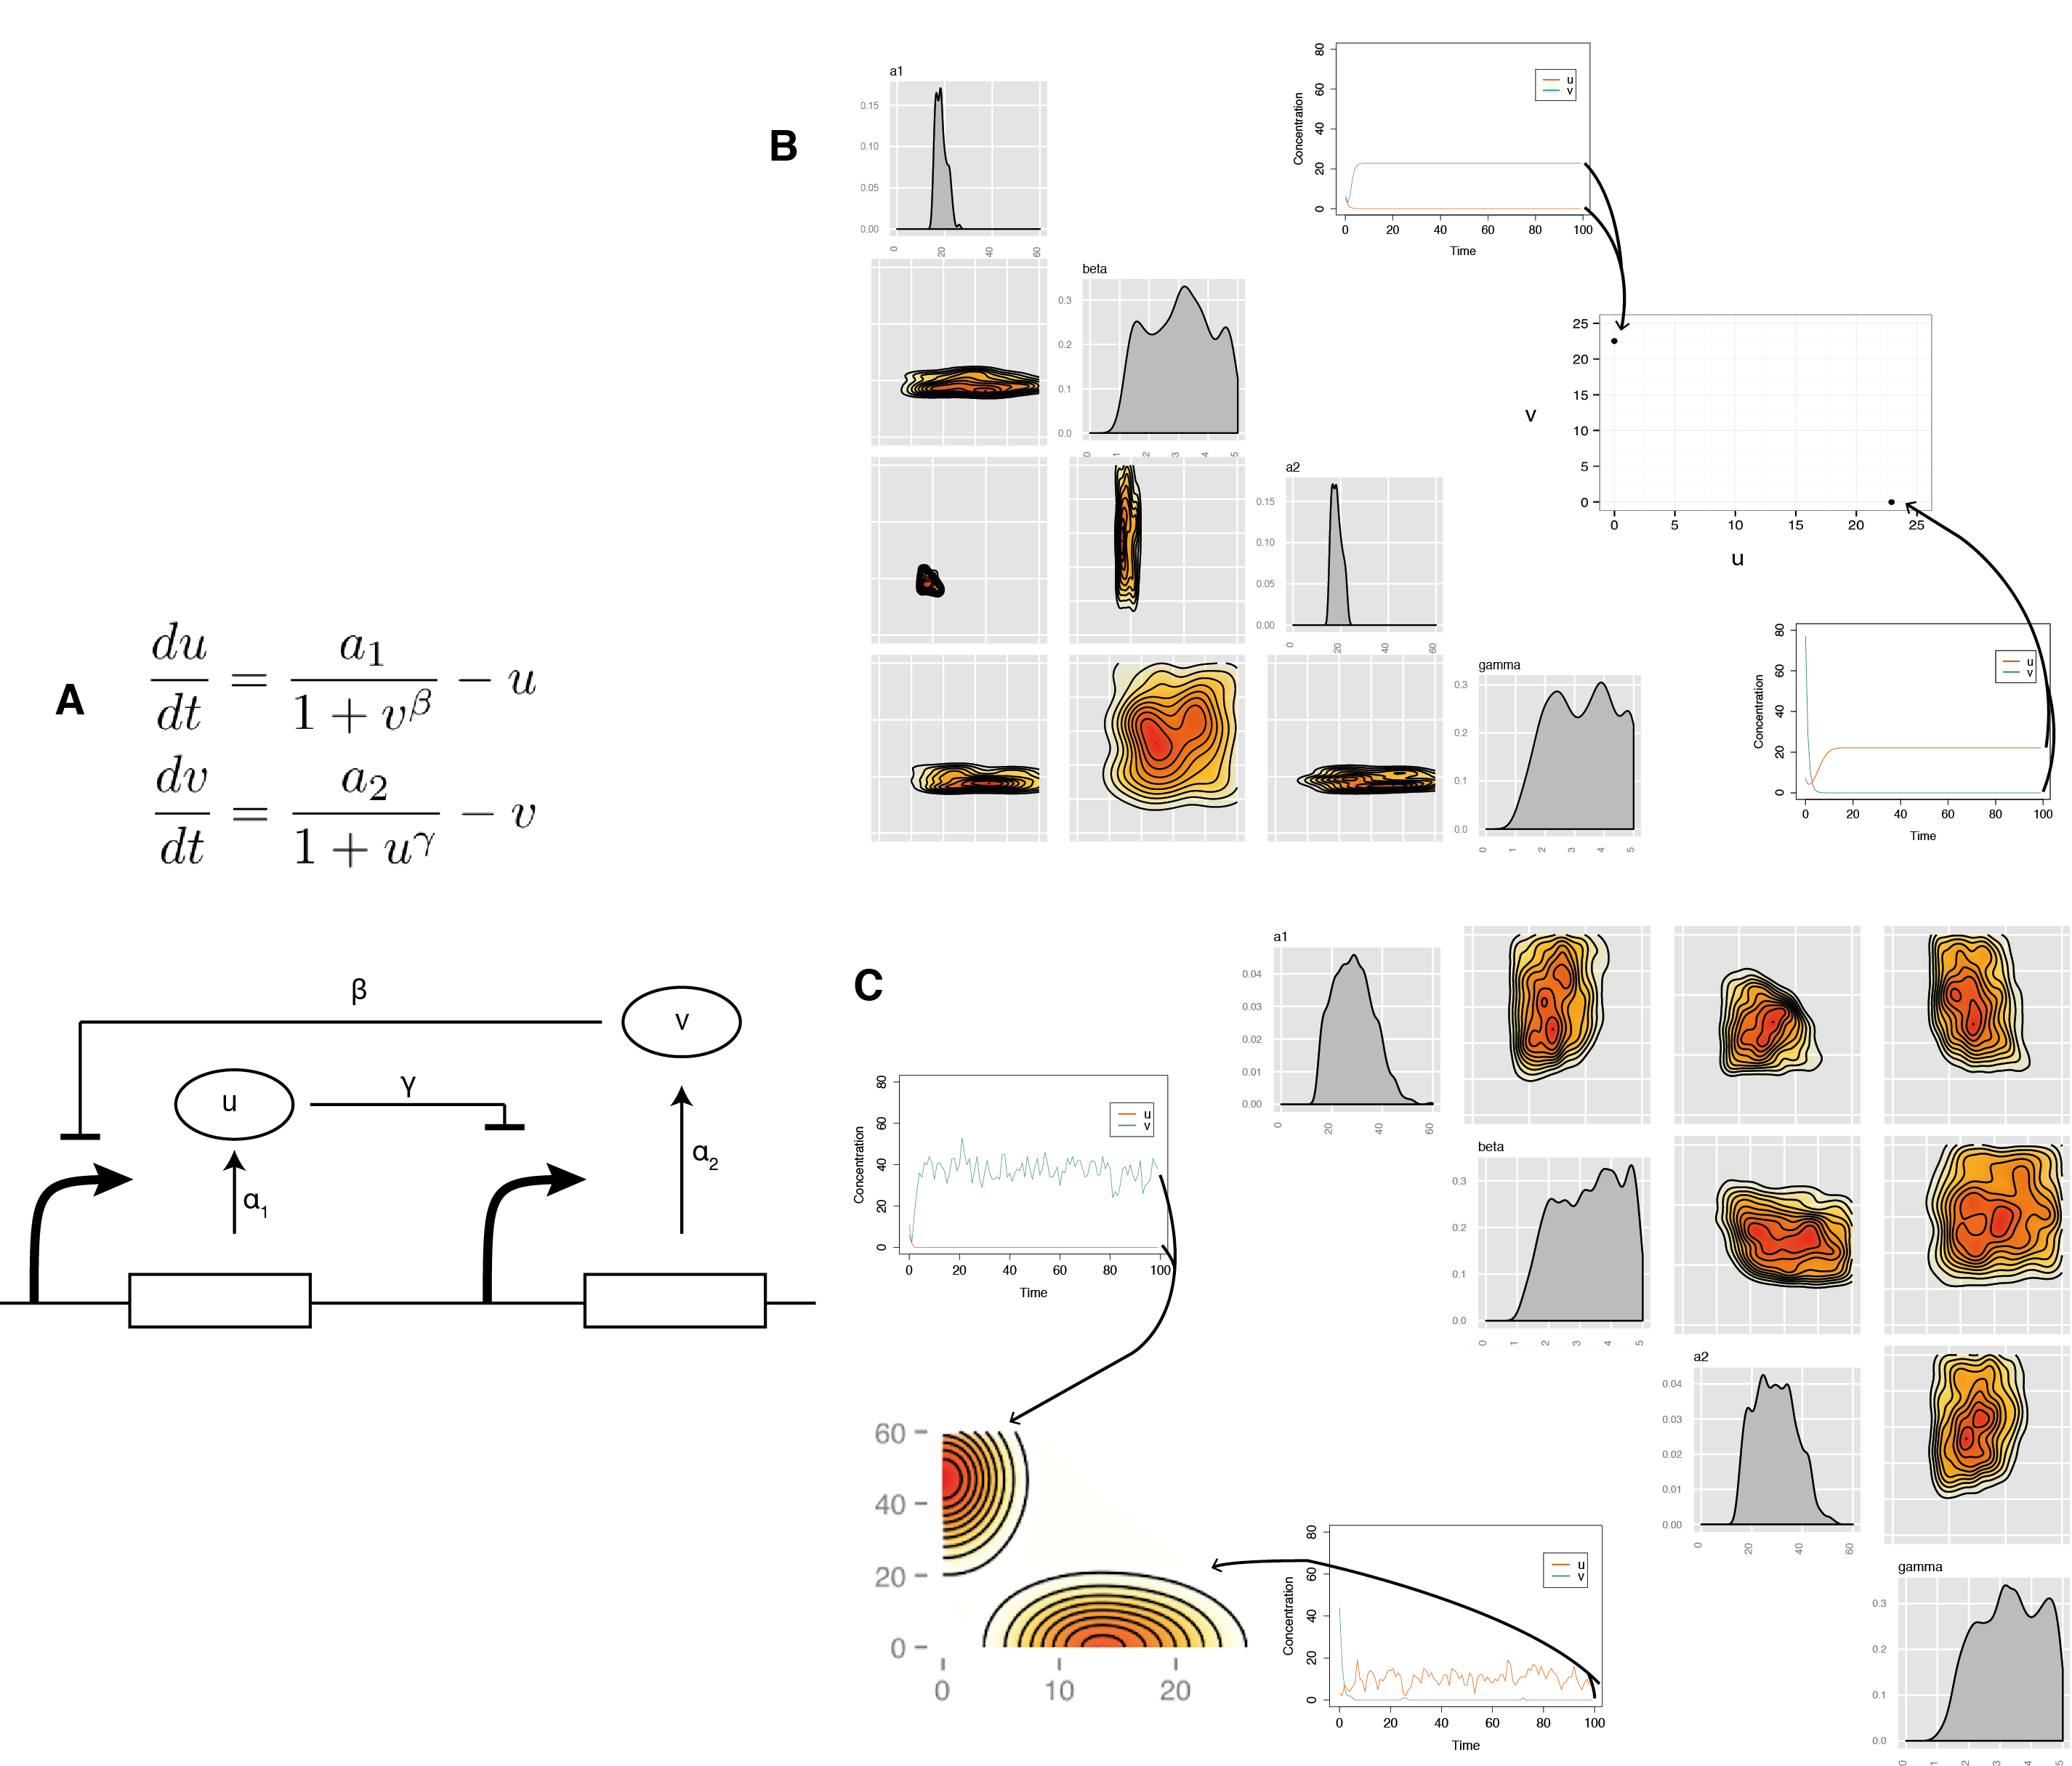 A
du/dt = a₁/(1 + v^β) − u
dv/dt = a₂/(1 + u^γ) − v
β
v
u
γ
α₁
α₂
B
a1
0.15
0.10
0.05
0.00
0 20 40 60
beta
0.3
0.2
0.1
0.0
0 1 2 3 4 5
a2
0.15
0.10
0.05
0.00
0 20 40 60
gamma
0.3
0.2
0.1
0.0
0 1 2 3 4 5
Concentration
80
60
40
20
0
u
v
0 20 40 60 80 100
Time
v
25
20
15
10
5
0
0 5 10 15 20 25
u
Concentration
80
60
40
20
0
u
v
0 20 40 60 80 100
Time
C
Concentration
80
60
40
20
0
u
v
0 20 40 60 80 100
Time
60
40
20
0
0 10 20
Concentration
80
60
40
20
0
u
v
0 20 40 60 80 100
Time
a1
0.04
0.03
0.02
0.01
0.00
0 20 40 60
beta
0.3
0.2
0.1
0.0
0 1 2 3 4 5
a2
0.04
0.03
0.02
0.01
0.00
0 20 40 60
gamma
0.3
0.2
0.1
0.0
0 1 2 3 4 5